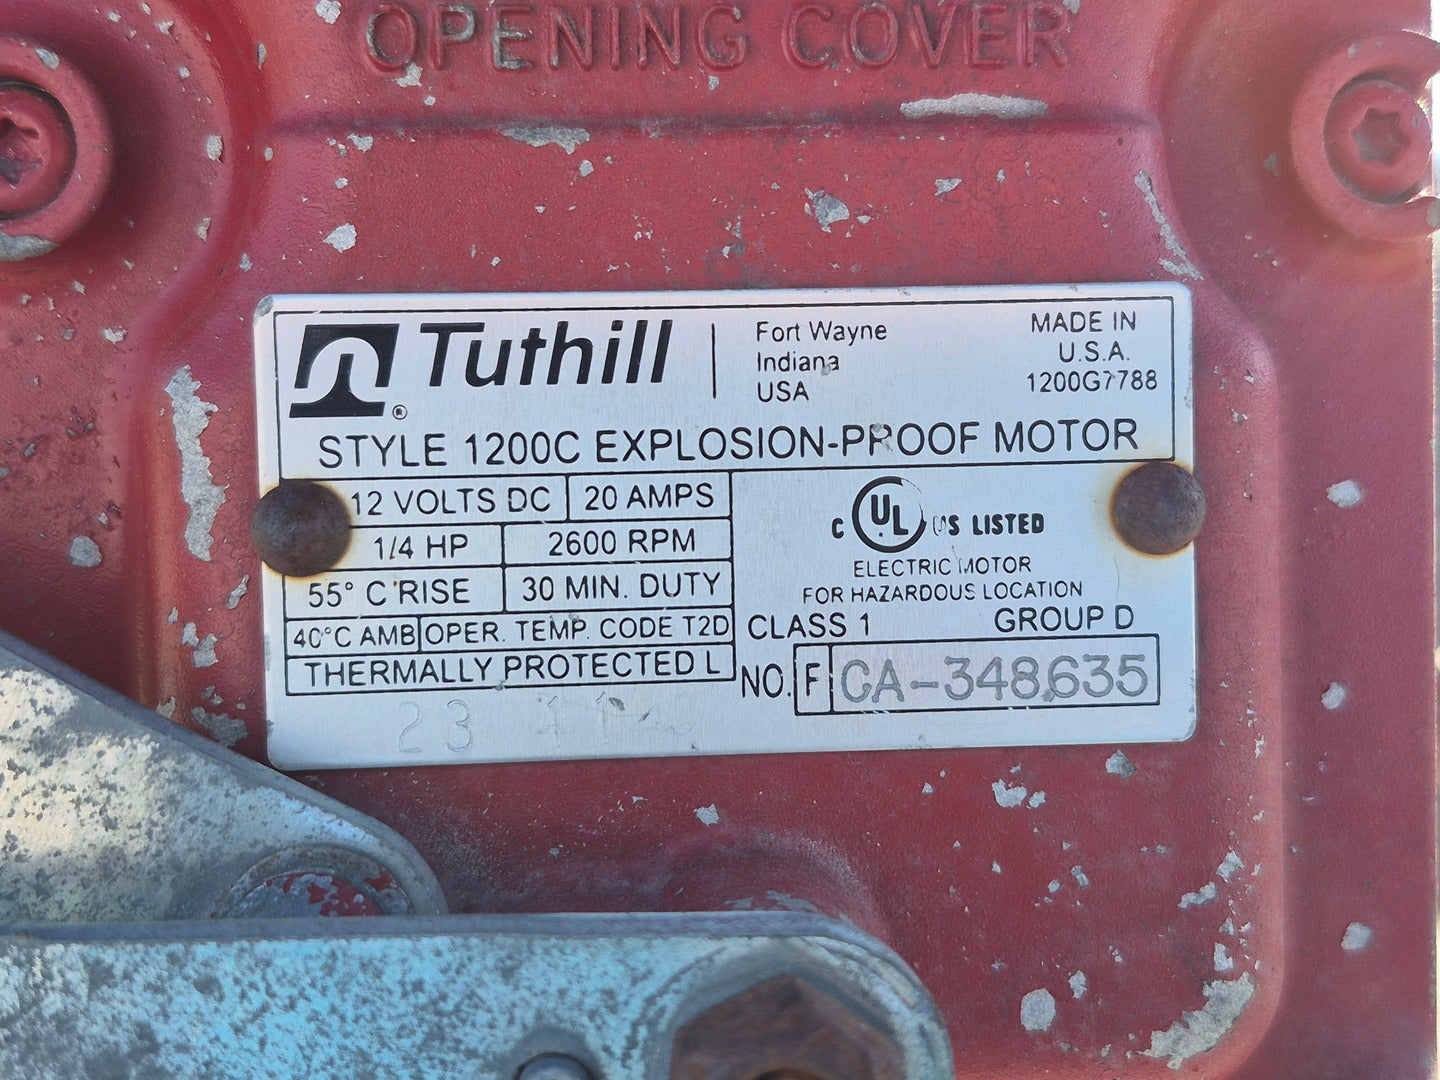 OPENING COVER
Tuthill
®
Fort Wayne
Indiana
USA
MADE IN
U.S.A.
1200G7788
STYLE 1200C EXPLOSION-PROOF MOTOR
12 VOLTS DC 20 AMPS
1/4 HP 2600 RPM
55° C RISE 30 MIN. DUTY
40°C AMB OPER. TEMP. CODE T2D
THERMALLY PROTECTED L
C UL US LISTED
ELECTRIC MOTOR
FOR HAZARDOUS LOCATION
CLASS 1 GROUP D
NO. F CA-348635
23